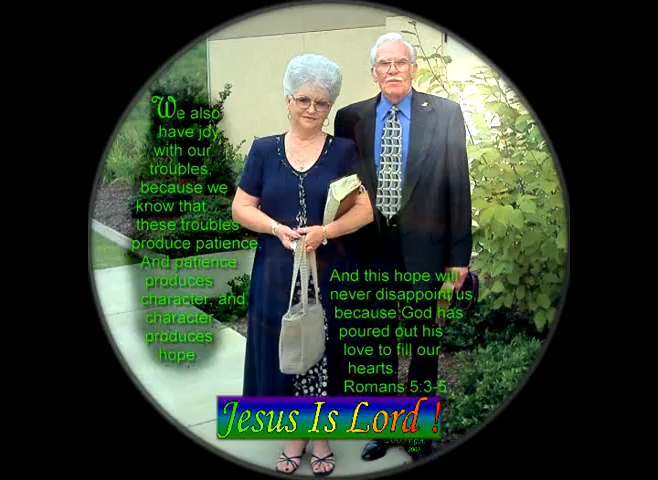 We also
have joy
with our
troubles,
because we
know that
these troubles
produce patience.
And patience
produces
character, and
character
produces
hope.
And this hope will
never disappoint us,
because God has
poured out his
love to fill our
hearts.
Romans 5:3-5
Jesus Is Lord !